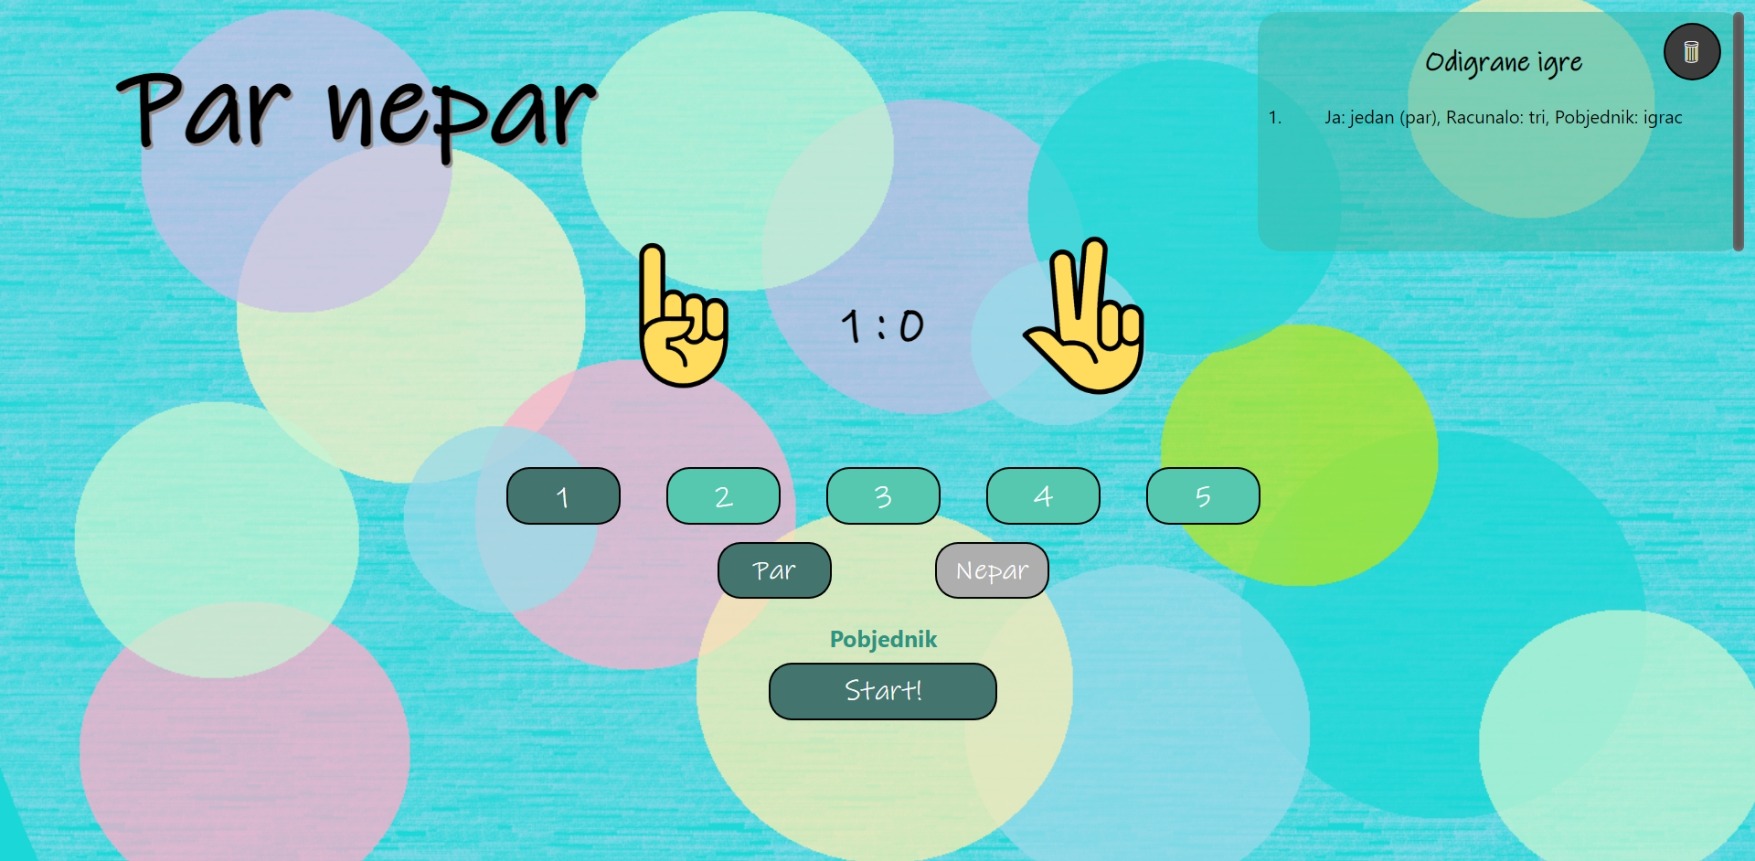 Par nepar
Odigrane igre
1. Ja: jedan (par), Racunalo: tri, Pobjednik: igrac
1 : 0
1 2 3 4 5
Par Nepar
Pobjednik
Start!